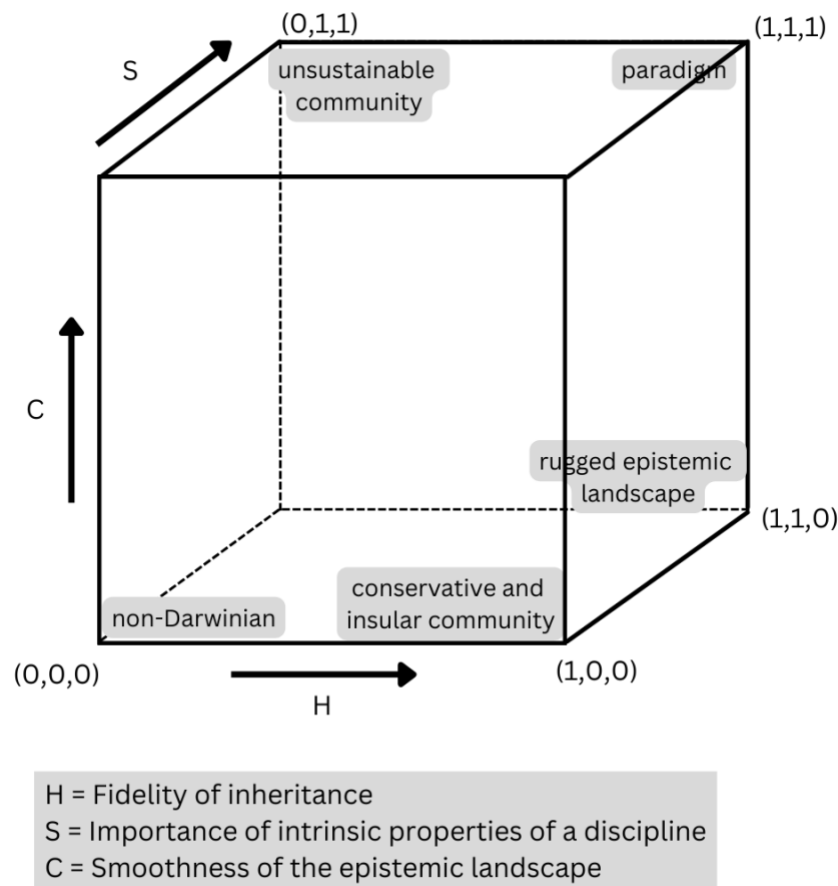 (0,1,1)
(1,1,1)
S
unsustainable
community
paradigm
C
rugged epistemic
landscape
(1,1,0)
conservative and
insular community
non-Darwinian
(0,0,0)
(1,0,0)
H
H = Fidelity of inheritance
S = Importance of intrinsic properties of a discipline
C = Smoothness of the epistemic landscape